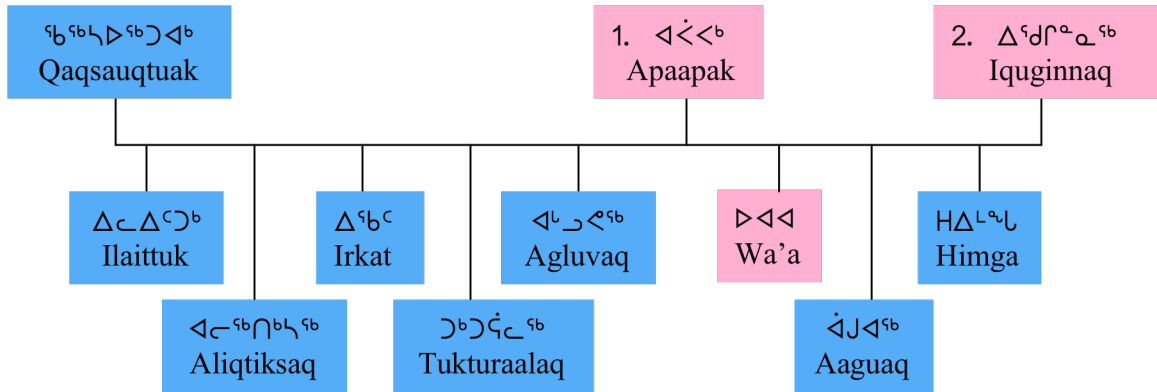 ᖃᖅᓴᐅᖅᑐᐊᒃ
Qaqsauqtuak
1. ᐊᐹᐸᒃ
Apaapak
2. ᐃᖁᒋᓐᓇᖅ
Iquginnaq
ᐃᓚᐃᑦᑐᒃ
Ilaittuk
ᐃᖃᑦ
Irkat
ᐊᒡᓗᕙᖅ
Agluvaq
ᐅᐊᐊ
Wa’a
ᕼᐃᒻᖓ
Himga
ᐊᓕᖅᑎᒃᓴᖅ
Aliqtiksaq
ᑐᒃᑐᕌᓚᖅ
Tukturaalaq
ᐋᒍᐊᖅ
Aaguaq